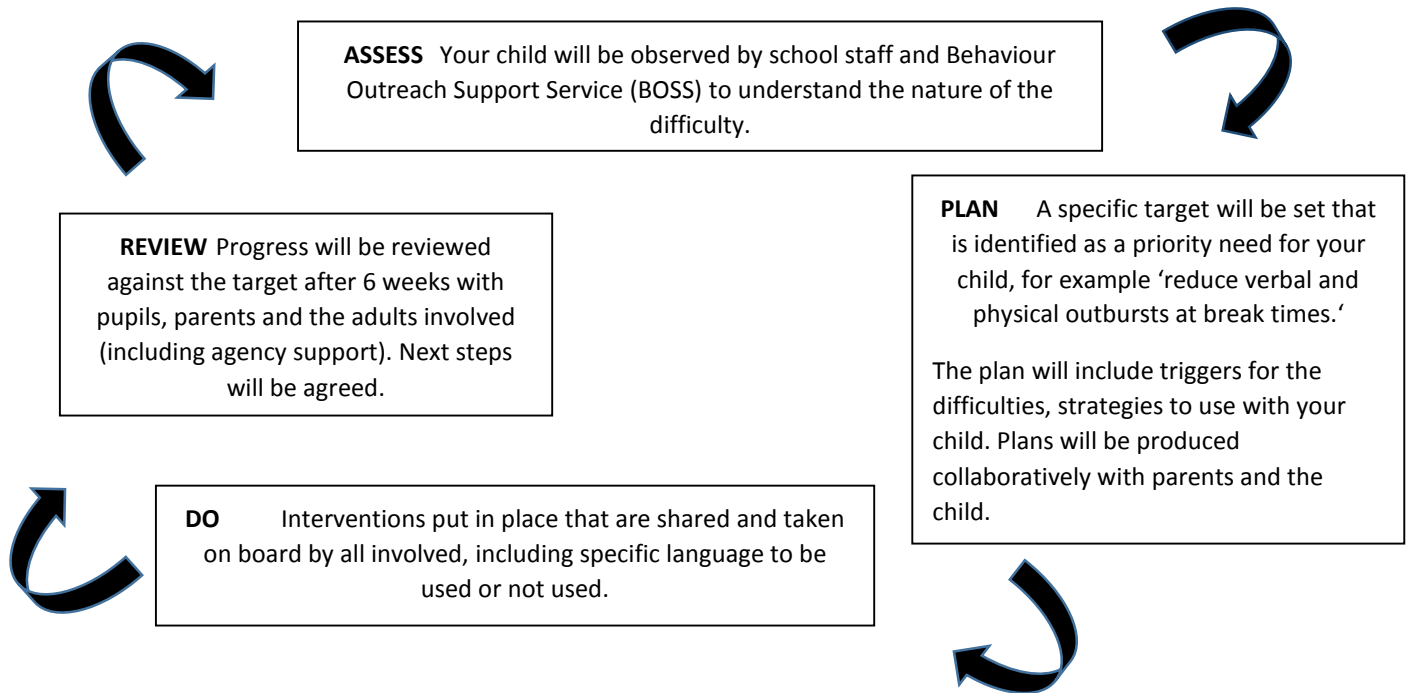 ASSESS Your child will be observed by school staff and Behaviour
Outreach Support Service (BOSS) to understand the nature of the
difficulty.
PLAN A specific target will be set that
is identified as a priority need for your
child, for example ‘reduce verbal and
physical outbursts at break times.‘
The plan will include triggers for the
difficulties, strategies to use with your
child. Plans will be produced
collaboratively with parents and the
child.
DO Interventions put in place that are shared and taken
on board by all involved, including specific language to be
used or not used.
REVIEW Progress will be reviewed
against the target after 6 weeks with
pupils, parents and the adults involved
(including agency support). Next steps
will be agreed.